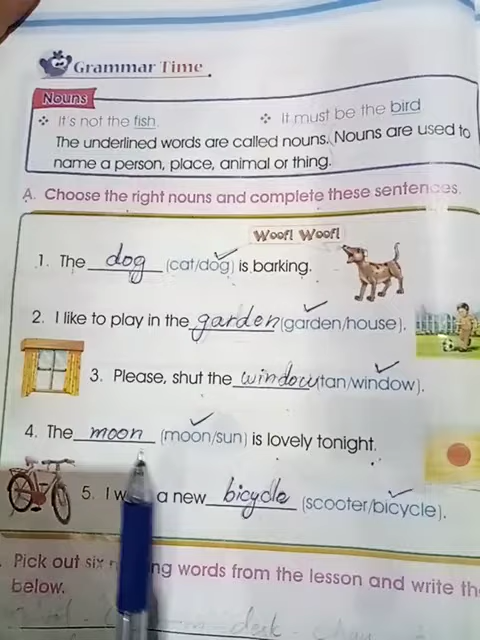 Grammar Time
Nouns
❖ It's not the fish. ❖ It must be the bird
The underlined words are called nouns. Nouns are used to
name a person, place, animal or thing.
A. Choose the right nouns and complete these sentences.
Woof! Woof!
1. The dog (cat/dog) is barking.
2. I like to play in the garden (garden/house).
3. Please, shut the window (tan/window).
4. The moon (moon/sun) is lovely tonight.
5. I a new bicycle (scooter/bicycle).
Pick out six words from the lesson and write
below.
desk